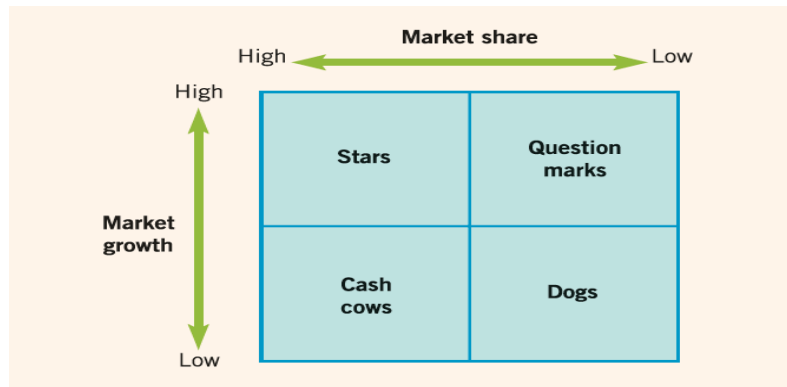 Market share
High
Low
High
Stars
Question
marks
Market
growth
Cash
cows
Dogs
Low